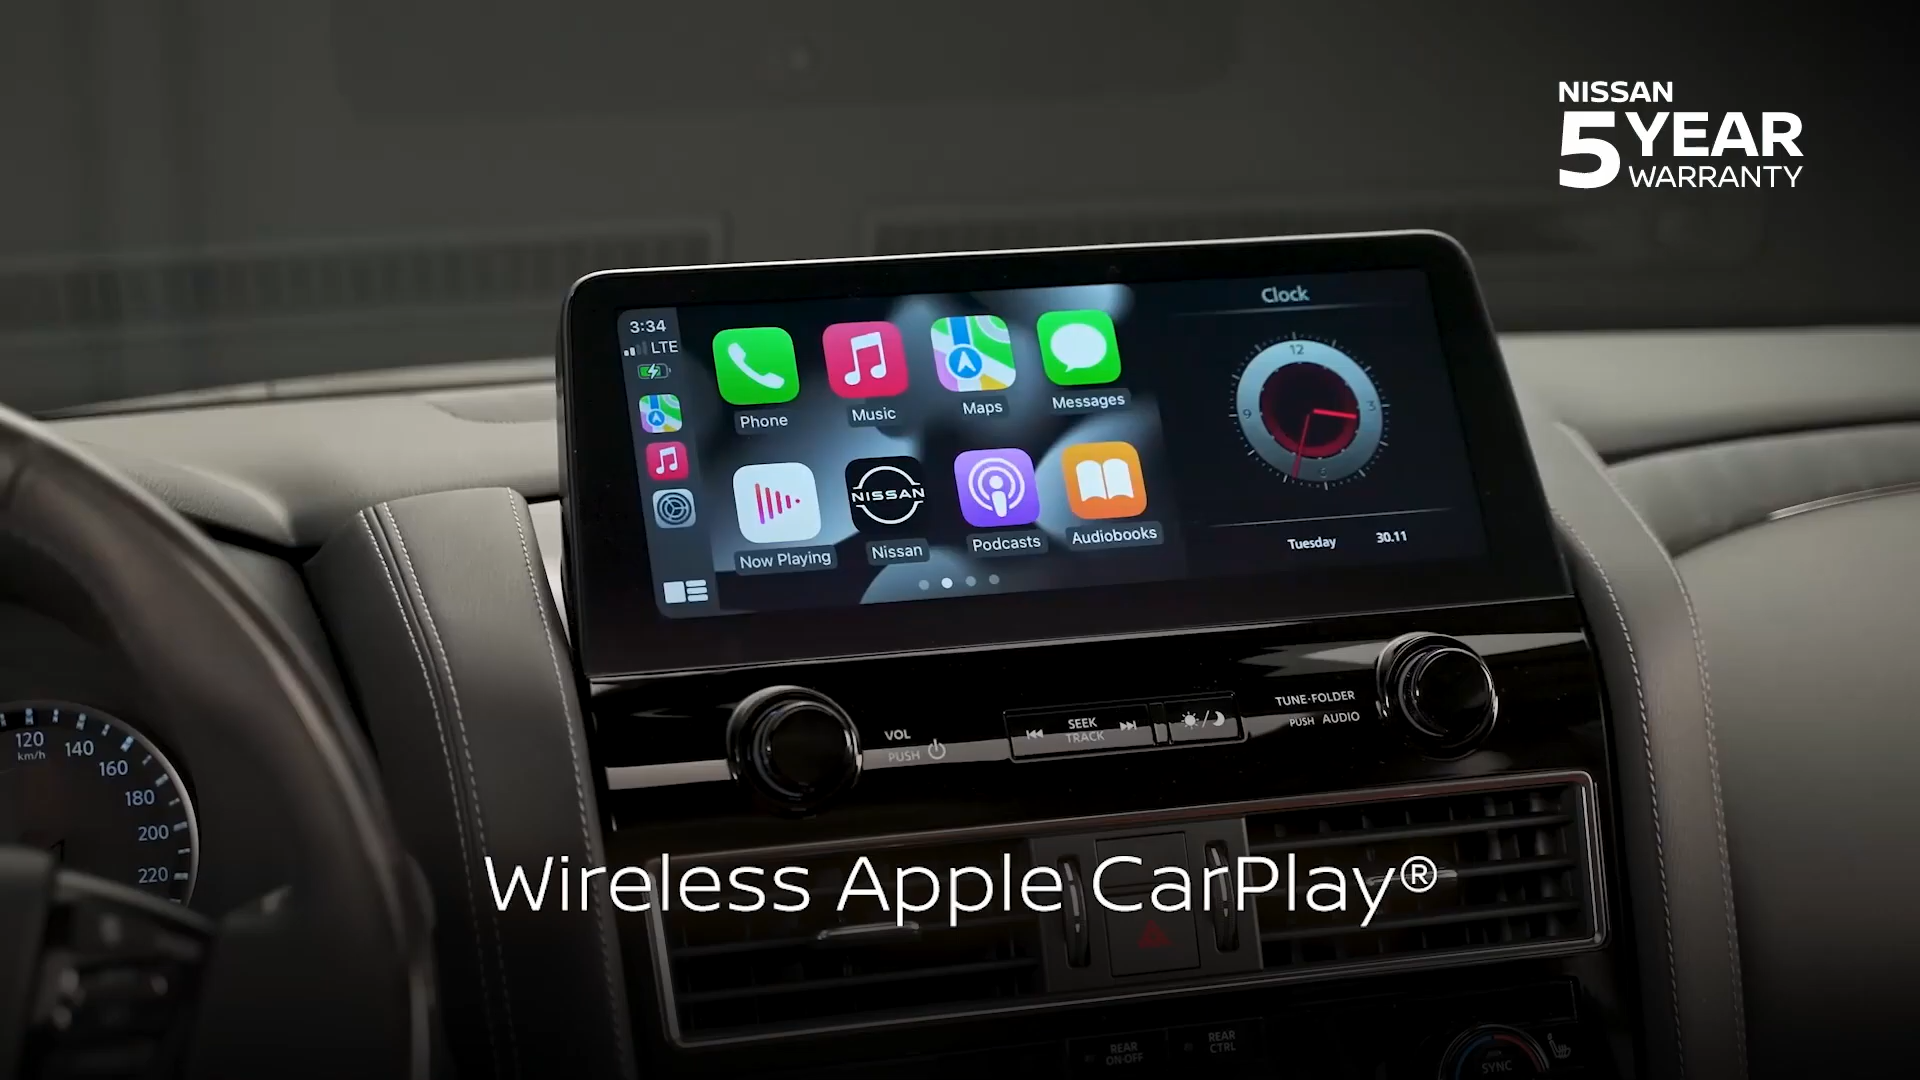 NISSAN
5 YEAR
WARRANTY
Clock
3:34
LTE
12
3
9
Phone
Music
Maps
Messages
NISSAN
Now Playing
Nissan
Podcasts
Audiobooks
Tuesday 30.11
VOL
PUSH
SEEK
TRACK
TUNE·FOLDER
PUSH AUDIO
120
km/h
140
160
180
200
220
Wireless Apple CarPlay®
REAR
ON·OFF
REAR
CTRL
SYNC